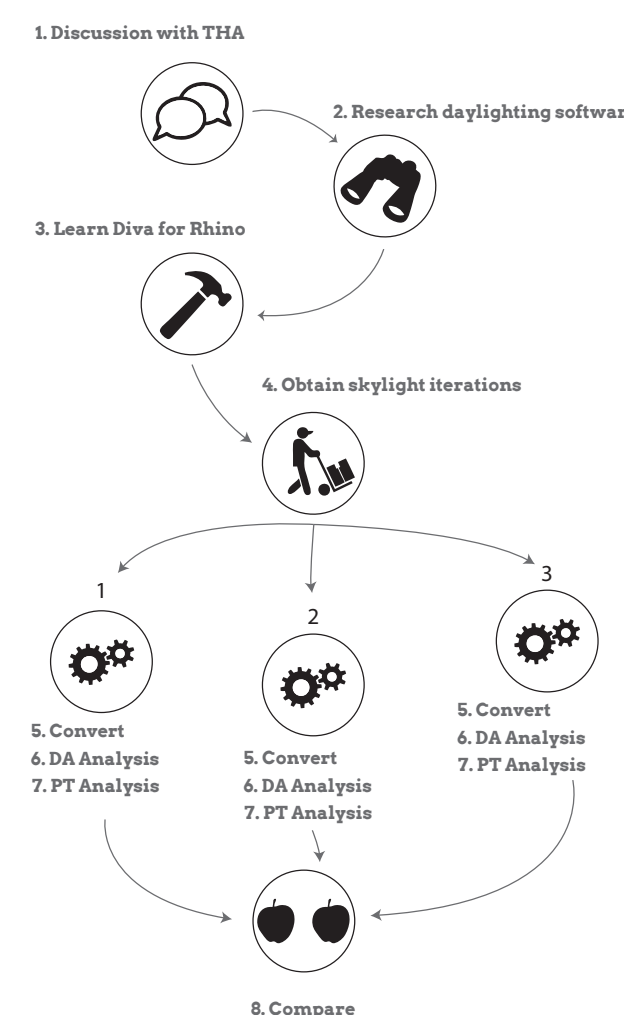 1. Discussion with THA
2. Research daylighting softwar
3. Learn Diva for Rhino
4. Obtain skylight iterations
1
2
3
5. Convert
6. DA Analysis
7. PT Analysis
5. Convert
6. DA Analysis
7. PT Analysis
5. Convert
6. DA Analysis
7. PT Analysis
8. Compare